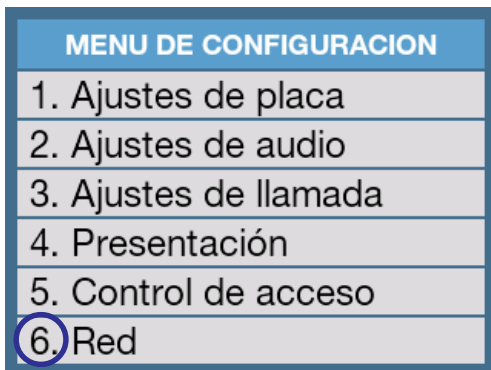 MENU DE CONFIGURACION
1. Ajustes de placa
2. Ajustes de audio
3. Ajustes de llamada
4. Presentación
5. Control de acceso
6. Red